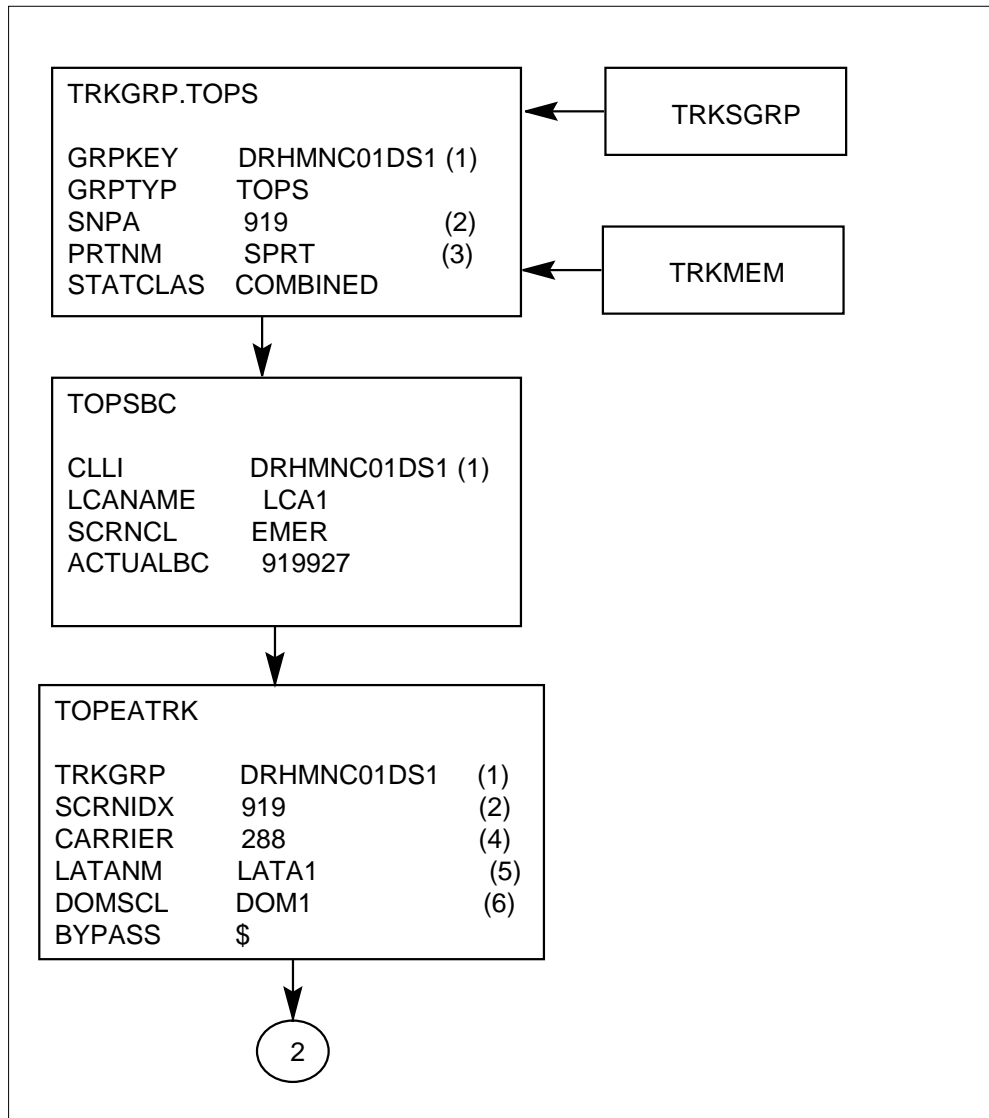 TRKGRP.TOPS
GRPKEY DRHMNC01DS1 (1)
GRPTYP TOPS
SNPA 919 (2)
PRTNM SPRT (3)
STATCLAS COMBINED
TRKSGRP
TRKMEM
TOPSBC
CLLI DRHMNC01DS1 (1)
LCANAME LCA1
SCRNCL EMER
ACTUALBC 919927
TOPEATRK
TRKGRP DRHMNC01DS1 (1)
SCRNIDX 919 (2)
CARRIER 288 (4)
LATANM LATA1 (5)
DOMSCL DOM1 (6)
BYPASS $
2